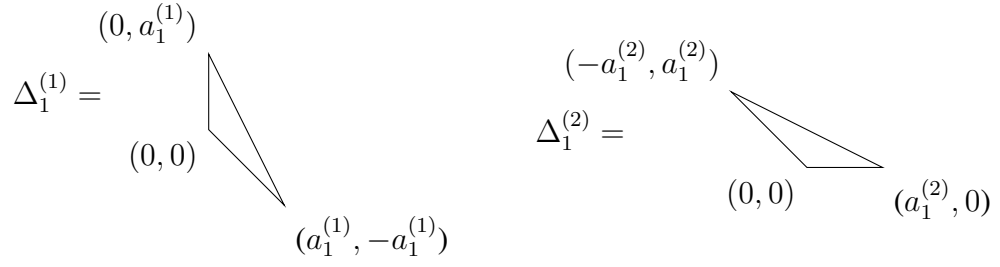 (0, a_1^{(1)})
Δ_1^{(1)} =
(0, 0)
(a_1^{(1)}, −a_1^{(1)})
(−a_1^{(2)}, a_1^{(2)})
Δ_1^{(2)} =
(0, 0)
(a_1^{(2)}, 0)